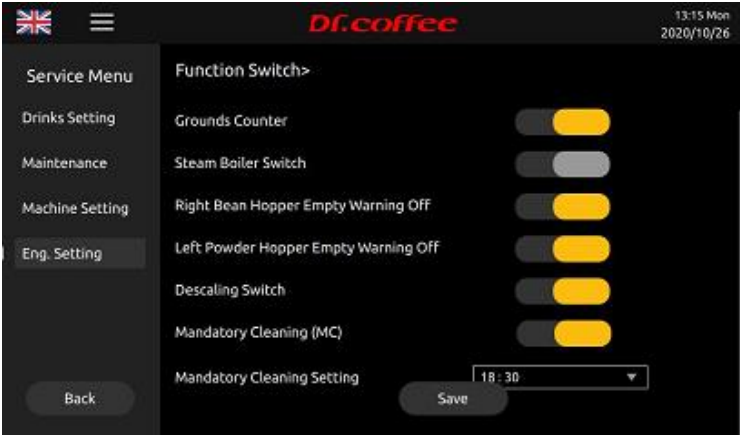 Dr.coffee
13:15 Mon
2020/10/26
Service Menu
Drinks Setting
Maintenance
Machine Setting
Eng. Setting
Back
Function Switch>
Grounds Counter
Steam Boiler Switch
Right Bean Hopper Empty Warning Off
Left Powder Hopper Empty Warning Off
Descaling Switch
Mandatory Cleaning (MC)
Mandatory Cleaning Setting
18 : 30
Save